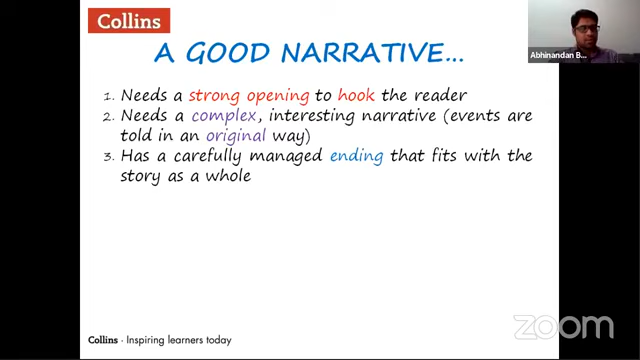 Collins
A GOOD NARRATIVE...
Abhinandan B...
1. Needs a strong opening to hook the reader
2. Needs a complex, interesting narrative (events are
told in an original way)
3. Has a carefully managed ending that fits with the
story as a whole
zoom
Collins · Inspiring learners today